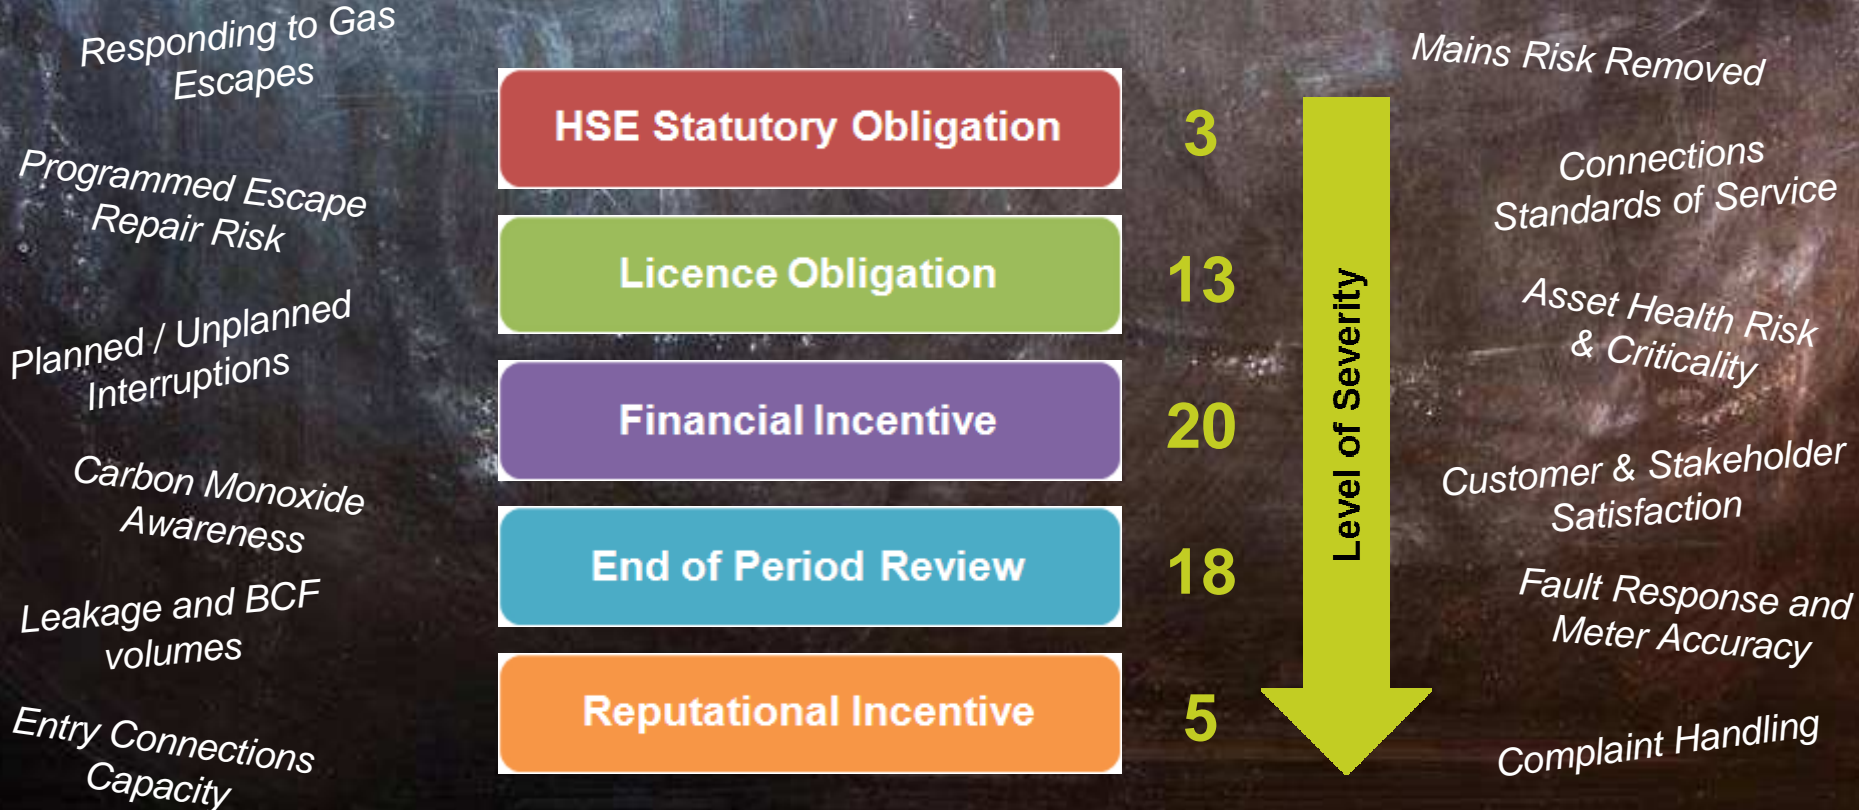 Responding to Gas
Escapes
Programmed Escape
Repair Risk
Planned / Unplanned
Interruptions
Carbon Monoxide
Awareness
Leakage and BCF
volumes
Entry Connections
Capacity
HSE Statutory Obligation
3
Licence Obligation
13
Financial Incentive
20
End of Period Review
18
Reputational Incentive
5
Level of Severity
Mains Risk Removed
Connections
Standards of Service
Asset Health Risk
& Criticality
Customer & Stakeholder
Satisfaction
Fault Response and
Meter Accuracy
Complaint Handling